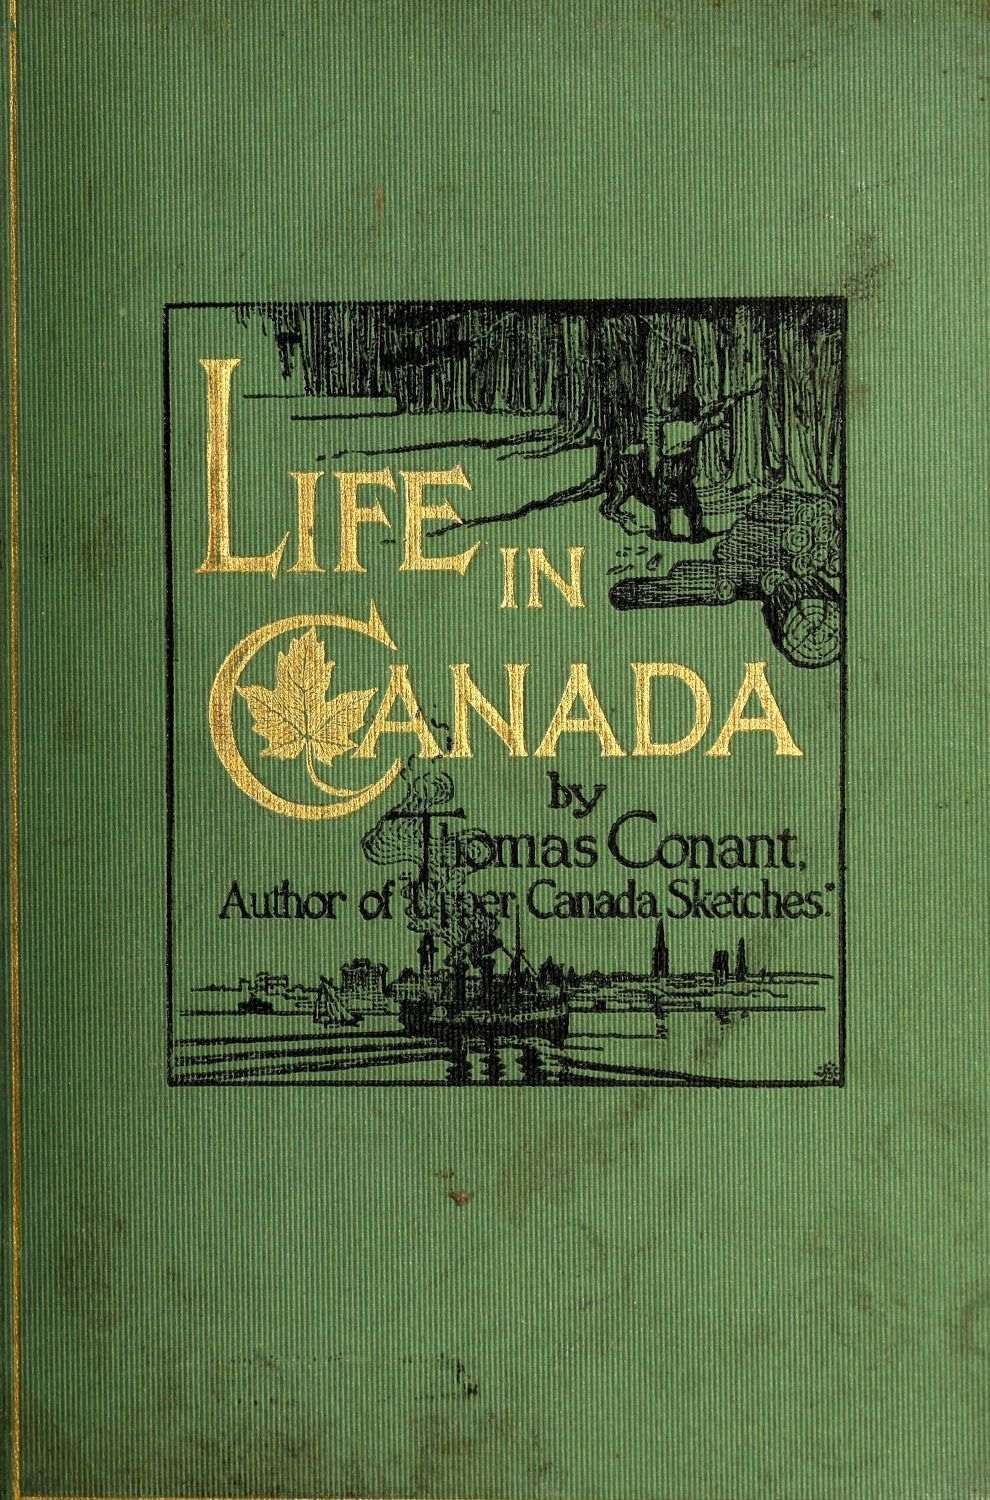 LIFE
IN
CANADA
by
Thomas Conant,
Author of "Upper Canada Sketches."